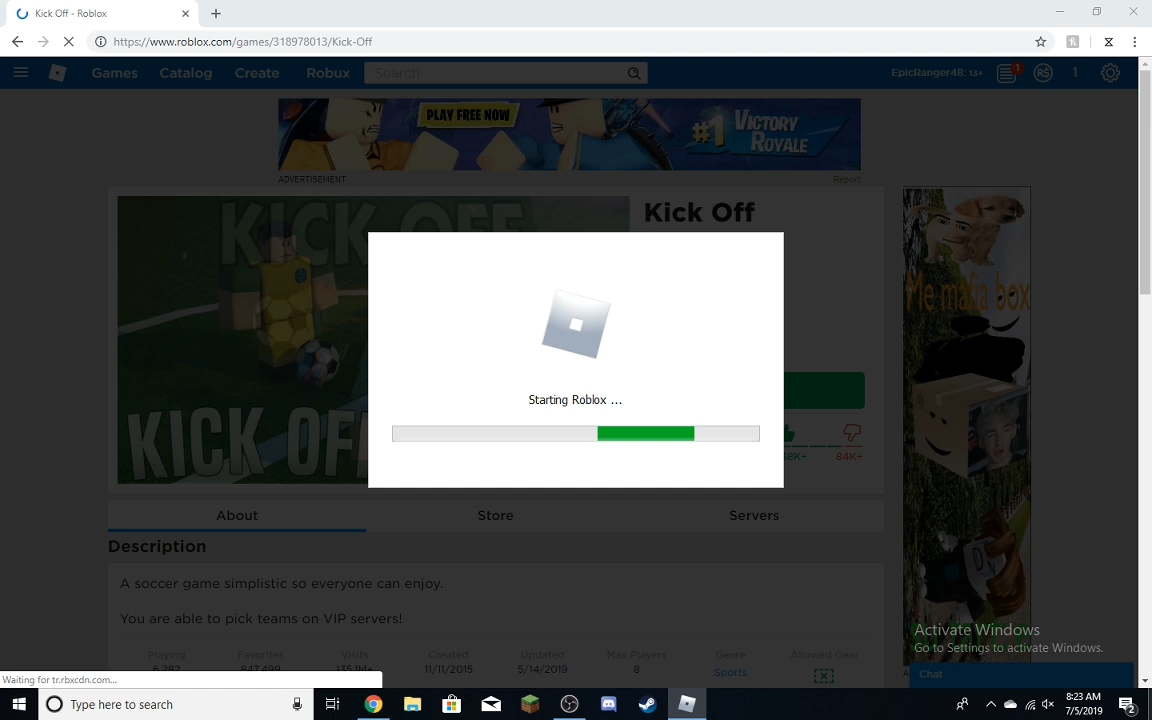 Kick Off - Roblox
https://www.roblox.com/games/318978013/Kick-Off
Games Catalog Create Robux Search EpicRanger48: 13+ 1 R$ 1
PLAY FREE NOW
#1 VICTORY ROYALE
ADVERTISEMENT
Report
KICK OFF
KICK OF
Kick Off
Me mafia box
Starting Roblox ...
38K+
84K+
About Store Servers
Description
A soccer game simplistic so everyone can enjoy.
You are able to pick teams on VIP servers!
Playing Favorites Visits Created Updated Max Players Genre Allowed Gear
6,282 847,499 135.1M+ 11/11/2015 5/14/2019 8 Sports
Activate Windows
Go to Settings to activate Windows.
Chat
Waiting for tr.rbxcdn.com...
Type here to search
8:23 AM
7/5/2019
2